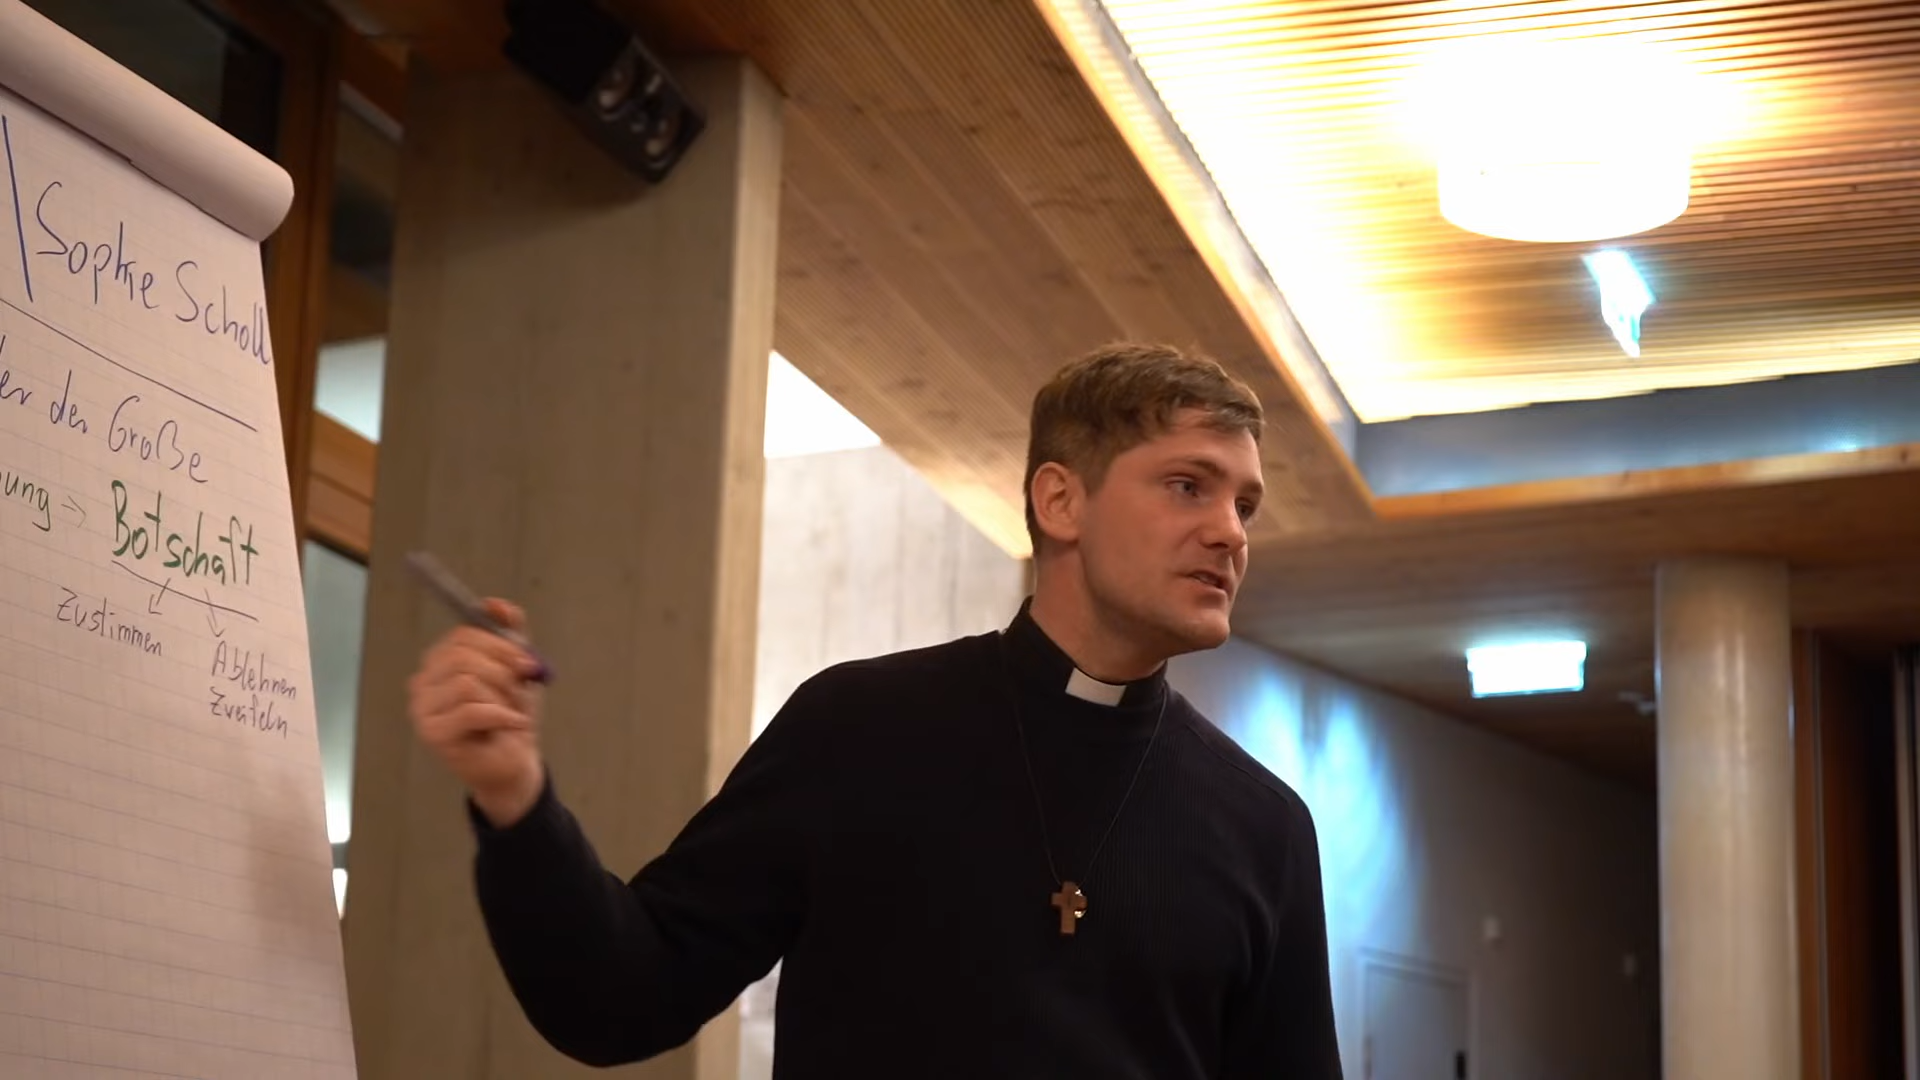 Sophie Scholl
der Große
ung → Botschaft
Zustimmen
Ablehnen
Zweifeln